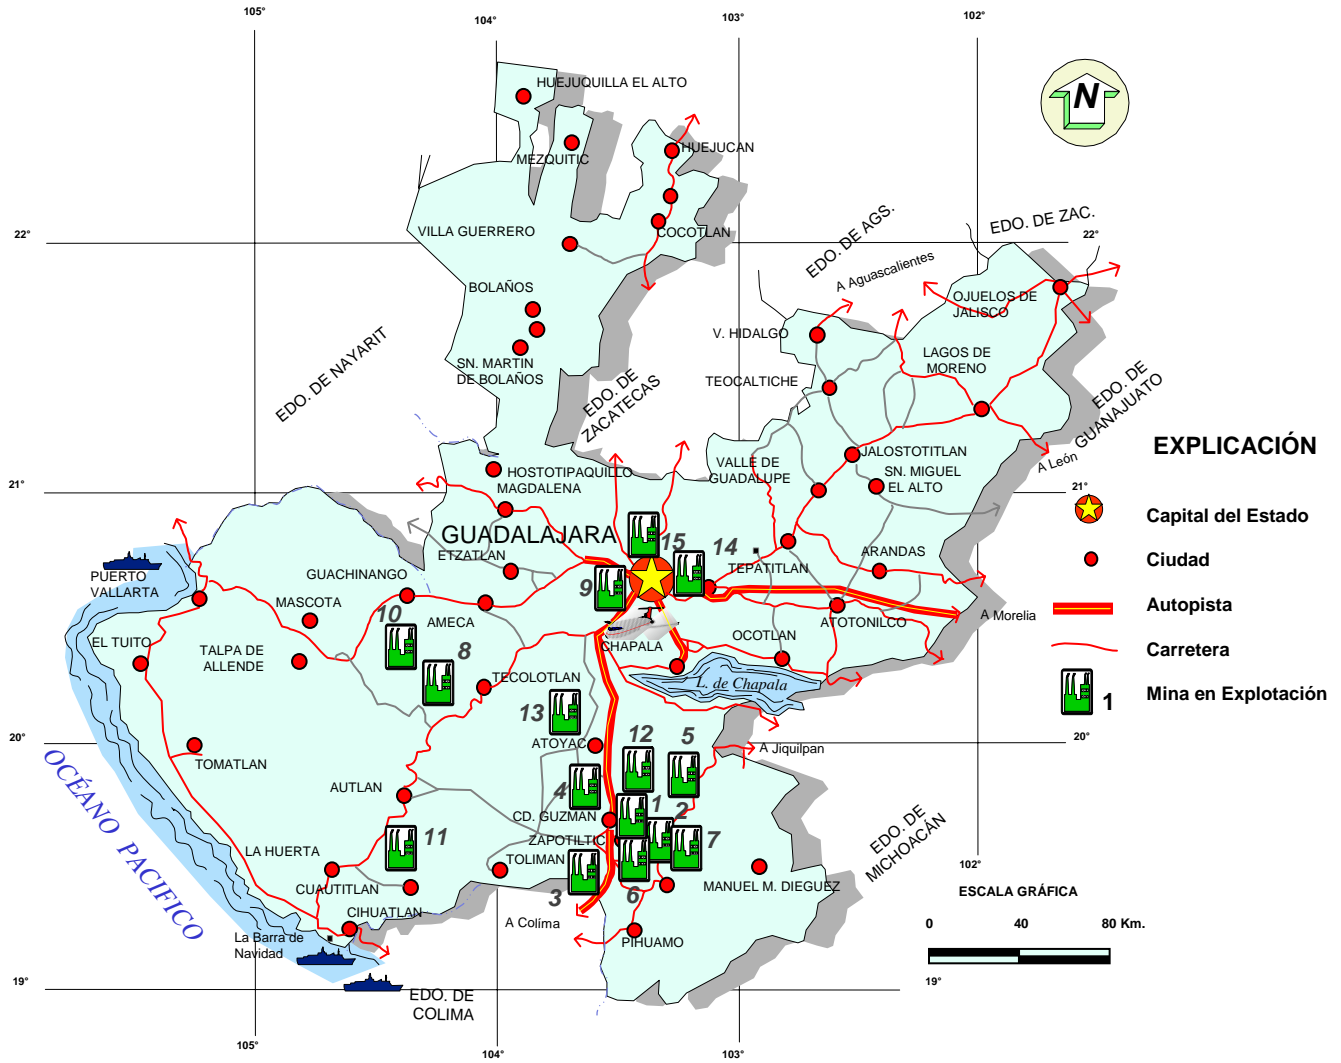 105°
104°
103°
102°
HUEJUQUILLA EL ALTO
N
MEZQUITIC
HUEJUCAN
22°
VILLA GUERRERO
COCOTLAN
EDO. DE AGS.
EDO. DE ZAC.
22°
A Aguascalientes
BOLAÑOS
OJUELOS DE
JALISCO
EDO. DE NAYARIT
V. HIDALGO
SN. MARTIN
DE BOLAÑOS
LAGOS DE
MORENO
TEOCALTICHE
EDO. DE
ZACATECAS
EDO. DE
GUANAJUATO
EXPLICACIÓN
JALOSTOTITLAN
VALLE DE
GUADALUPE
SN. MIGUEL
EL ALTO
A León
HOSTOTIPAQUILLO
MAGDALENA
21°
21°
Capital del Estado
GUADALAJARA
15
14
ETZATLAN
TEPATITLAN
ARANDAS
Ciudad
PUERTO
VALLARTA
GUACHINANGO
9
MASCOTA
10
AMECA
ATOTONILCO
A Morelia
Autopista
EL TUITO
TALPA DE
ALLENDE
8
CHAPALA
OCOTLAN
Carretera
TECOLOTLAN
L. de Chapala
1
Mina en Explotación
13
20°
ATOYAC
12
5
A Jiquilpan
20°
TOMATLAN
OCÉANO PACIFICO
AUTLAN
4
CD. GUZMAN
1
2
ZAPOTILTIC
7
EDO. DE
MICHOACÁN
11
LA HUERTA
TOLIMAN
102°
CUAUTITLAN
3
6
MANUEL M. DIEGUEZ
ESCALA GRÁFICA
CIHUATLAN
A Colíma
0
40
80 Km.
La Barra de
Navidad
PIHUAMO
19°
19°
EDO. DE
COLIMA
105°
104°
103°